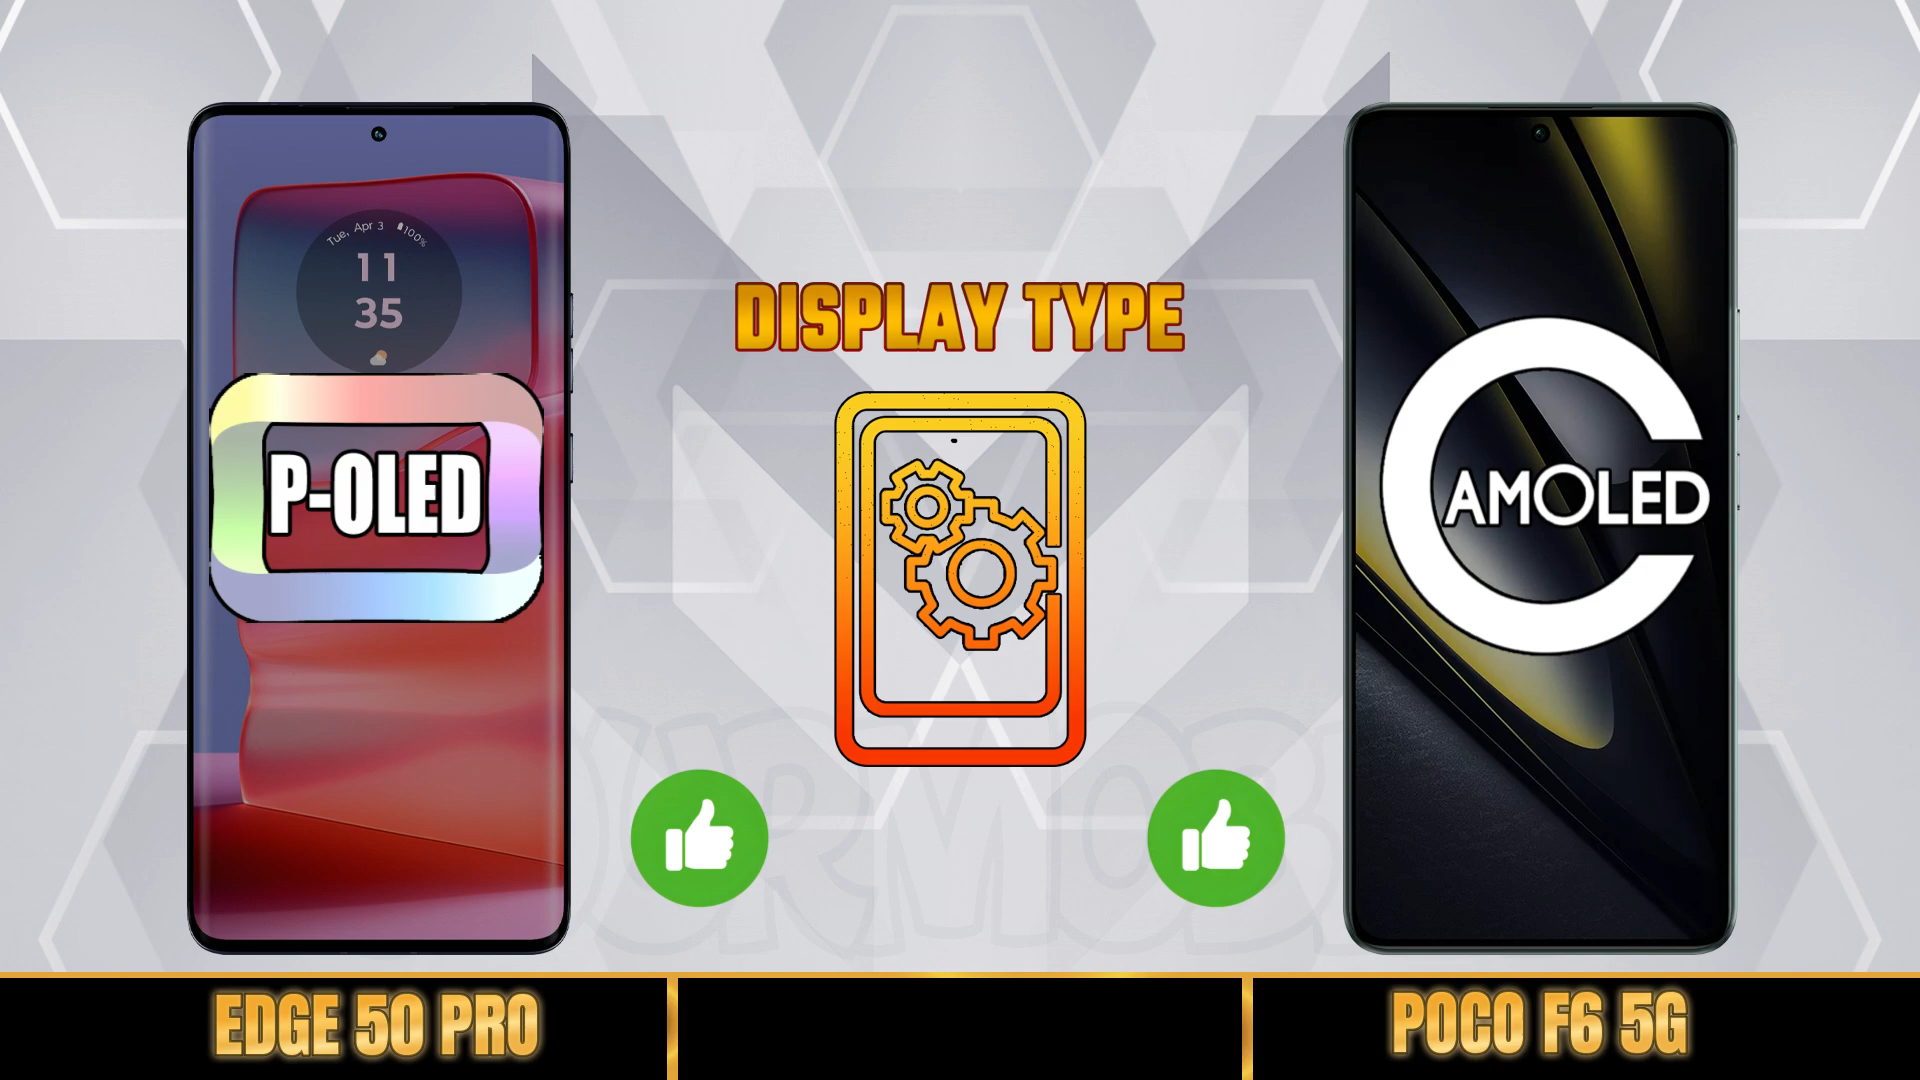 Tue, Apr 3 100%
11
35
P-OLED
DISPLAY TYPE
AMOLED
EDGE 50 PRO
POCO F6 5G